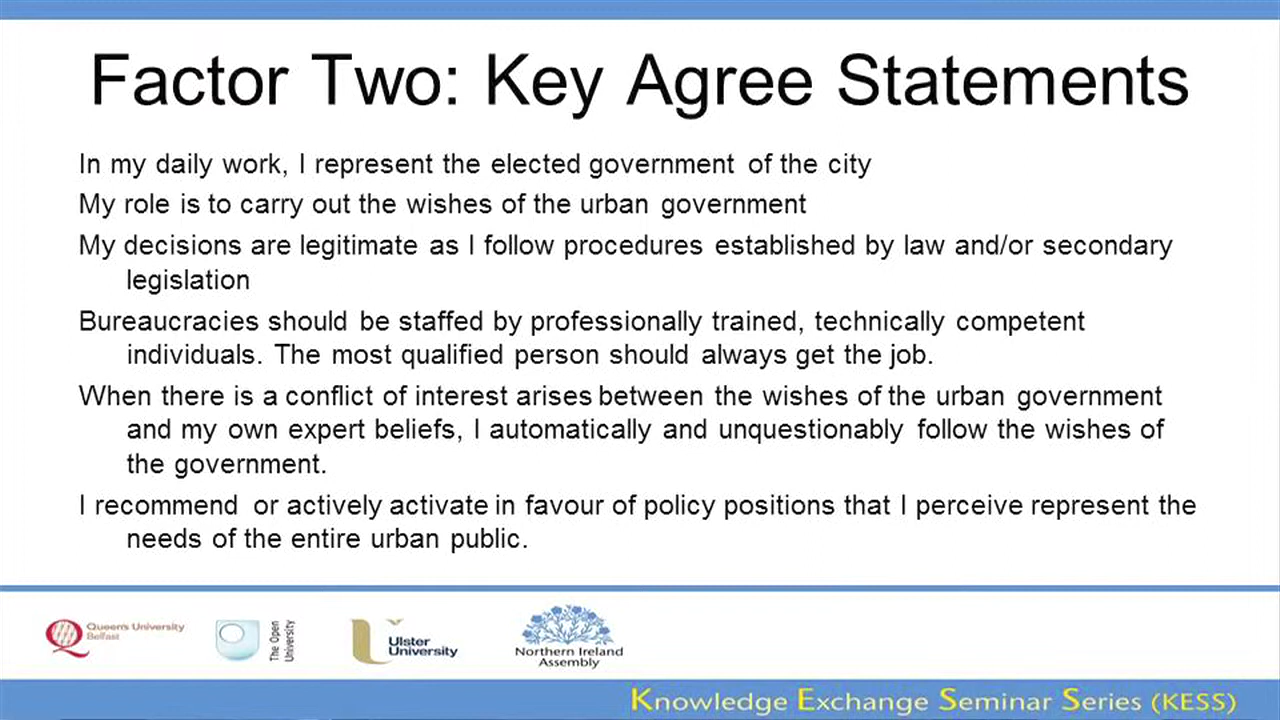 Factor Two: Key Agree Statements
In my daily work, I represent the elected government of the city
My role is to carry out the wishes of the urban government
My decisions are legitimate as I follow procedures established by law and/or secondary
legislation
Bureaucracies should be staffed by professionally trained, technically competent
individuals. The most qualified person should always get the job.
When there is a conflict of interest arises between the wishes of the urban government
and my own expert beliefs, I automatically and unquestionably follow the wishes of
the government.
I recommend or actively activate in favour of policy positions that I perceive represent the
needs of the entire urban public.
Queen's University
Belfast
The Open
University
Ulster
University
Northern Ireland
Assembly
Knowledge Exchange Seminar Series (KESS)